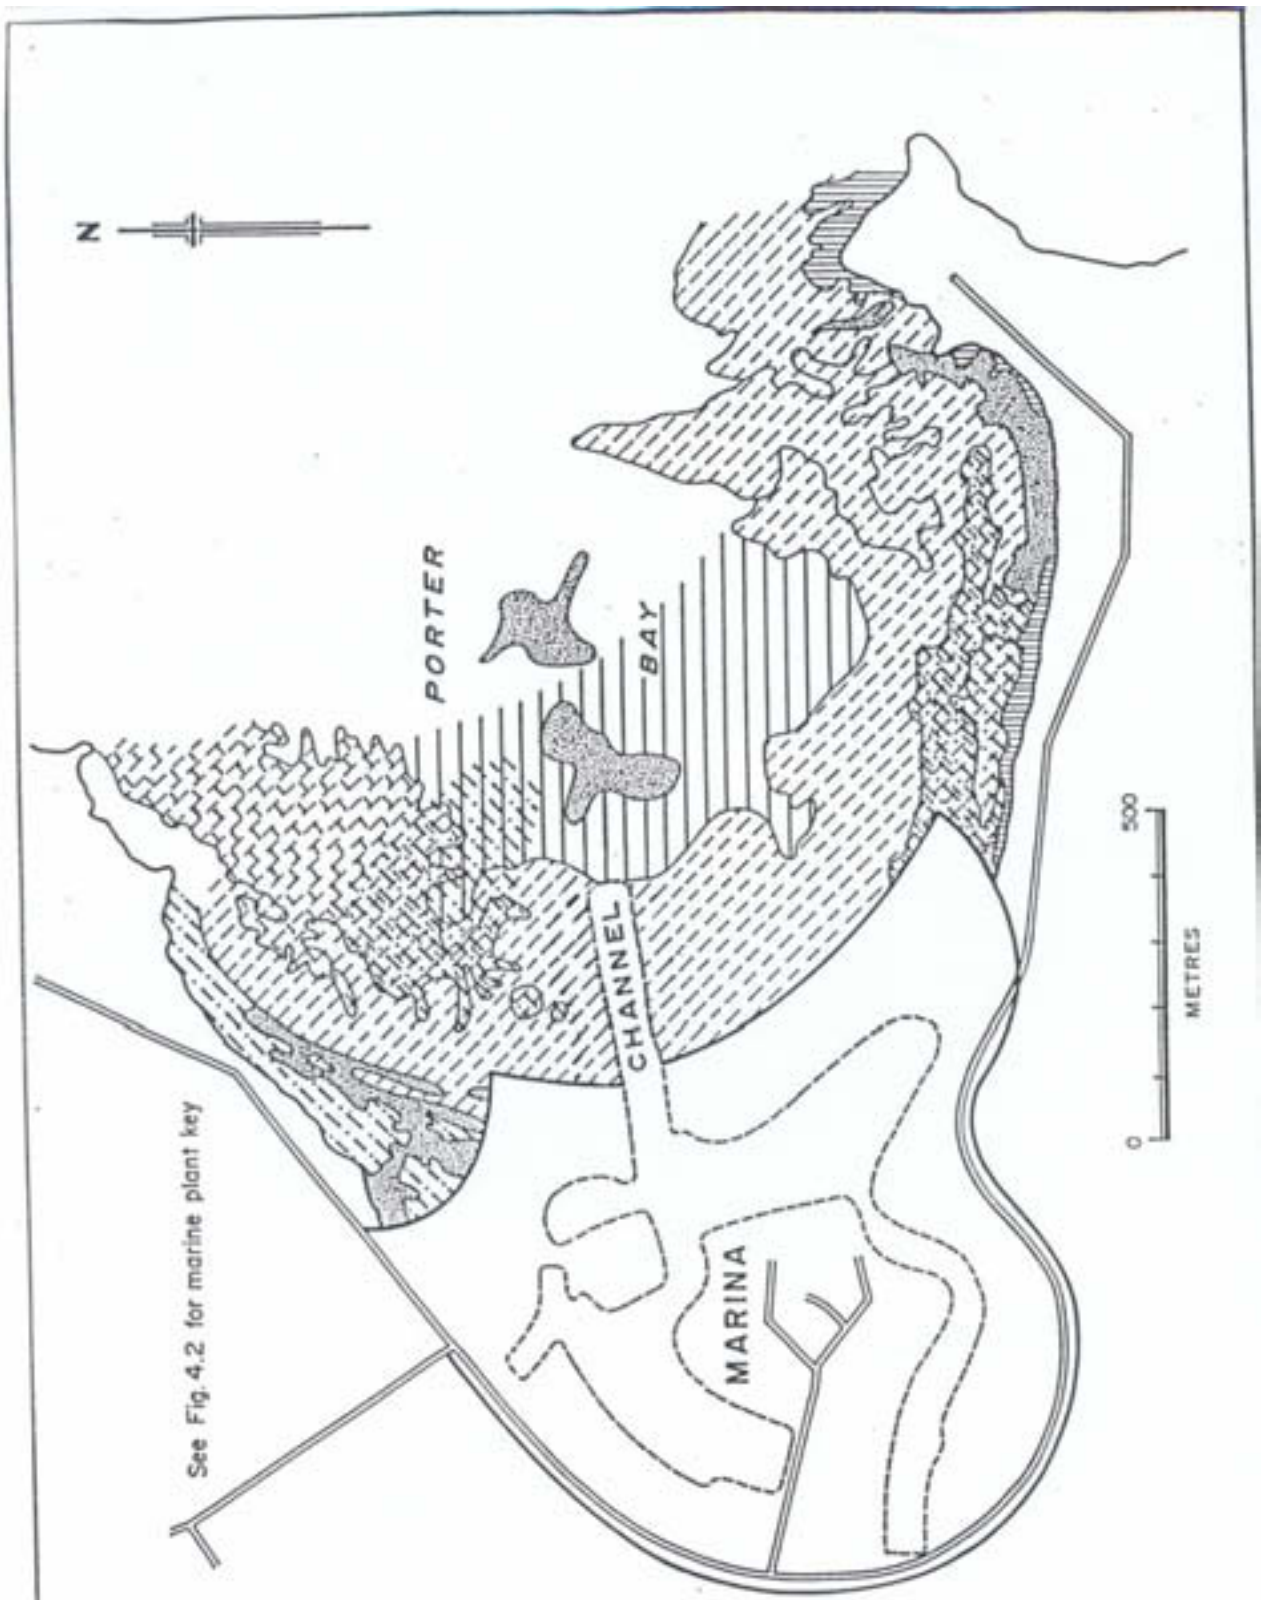 N
PORTER
BAY
CHANNEL
MARINA
See Fig. 4.2 for marine plant key
0 500
METRES